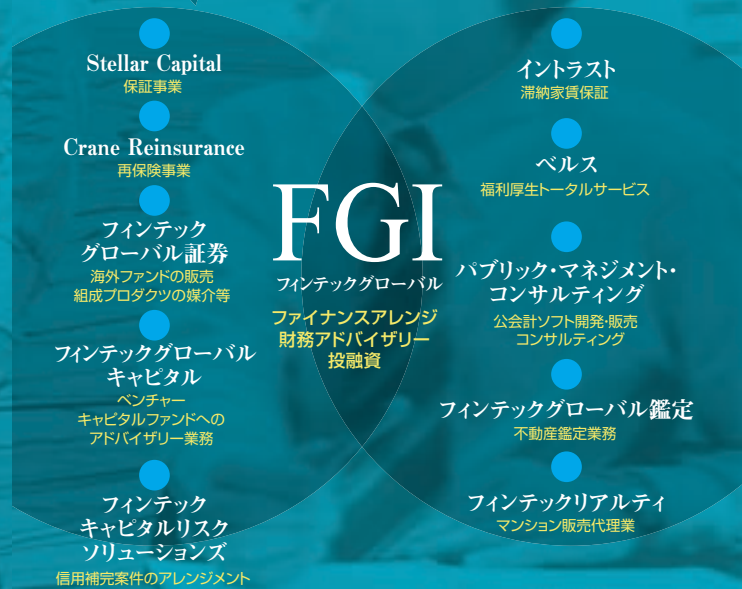 Stellar Capital
保証事業
Crane Reinsurance
再保険事業
フィンテック
グローバル証券
海外ファンドの販売
組成プロダクツの媒介等
フィンテックグローバル
キャピタル
ベンチャー
キャピタルファンドへの
アドバイザリー業務
フィンテック
キャピタルリスク
ソリューションズ
信用補完案件のアレンジメント
FGI
フィンテックグローバル
ファイナンスアレンジ
財務アドバイザリー
投融資
イントラスト
滞納家賃保証
ベルス
福利厚生トータルサービス
パブリック・マネジメント・
コンサルティング
公会計ソフト開発・販売
コンサルティング
フィンテックグローバル鑑定
不動産鑑定業務
フィンテックリアルティ
マンション販売代理業